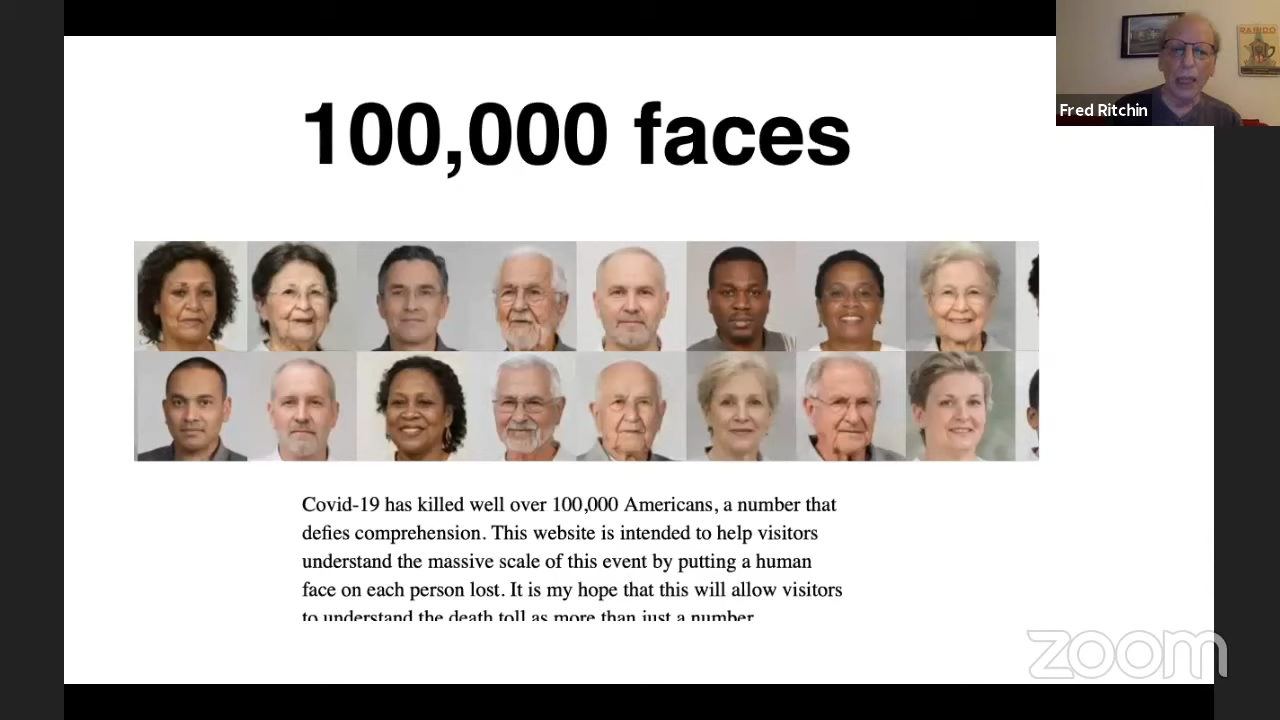 100,000 faces
Fred Ritchin
Covid-19 has killed well over 100,000 Americans, a number that
defies comprehension. This website is intended to help visitors
understand the massive scale of this event by putting a human
face on each person lost. It is my hope that this will allow visitors
to understand the death toll as more than just a number.
zoom